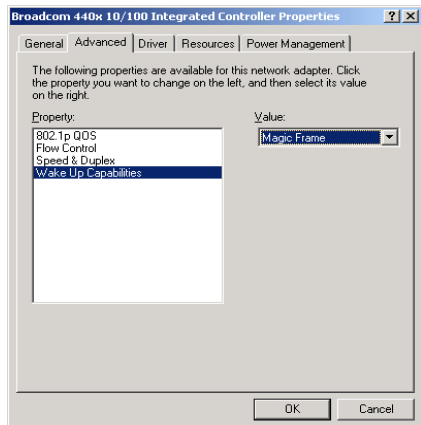 Broadcom 440x 10/100 Integrated Controller Properties ? X
General Advanced Driver Resources Power Management
The following properties are available for this network adapter. Click
the property you want to change on the left, and then select its value
on the right.
Property: Value:
802.1p QOS Magic Frame
Flow Control
Speed & Duplex
Wake Up Capabilities
OK Cancel